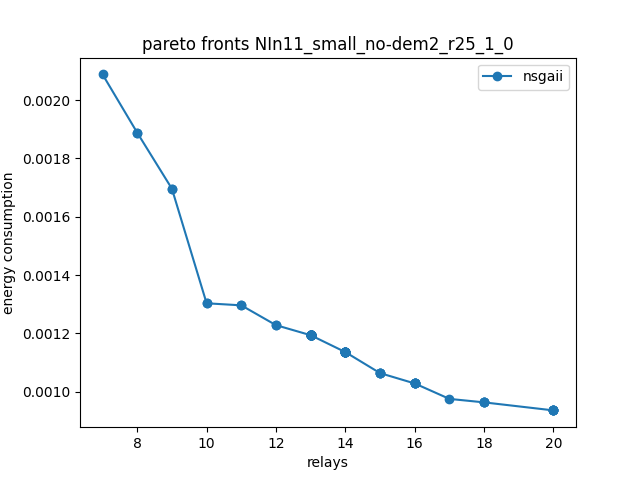 pareto fronts NIn11_small_no-dem2_r25_1_0
nsgaii
energy consumption
0.0020
0.0018
0.0016
0.0014
0.0012
0.0010
8 10 12 14 16 18 20
relays